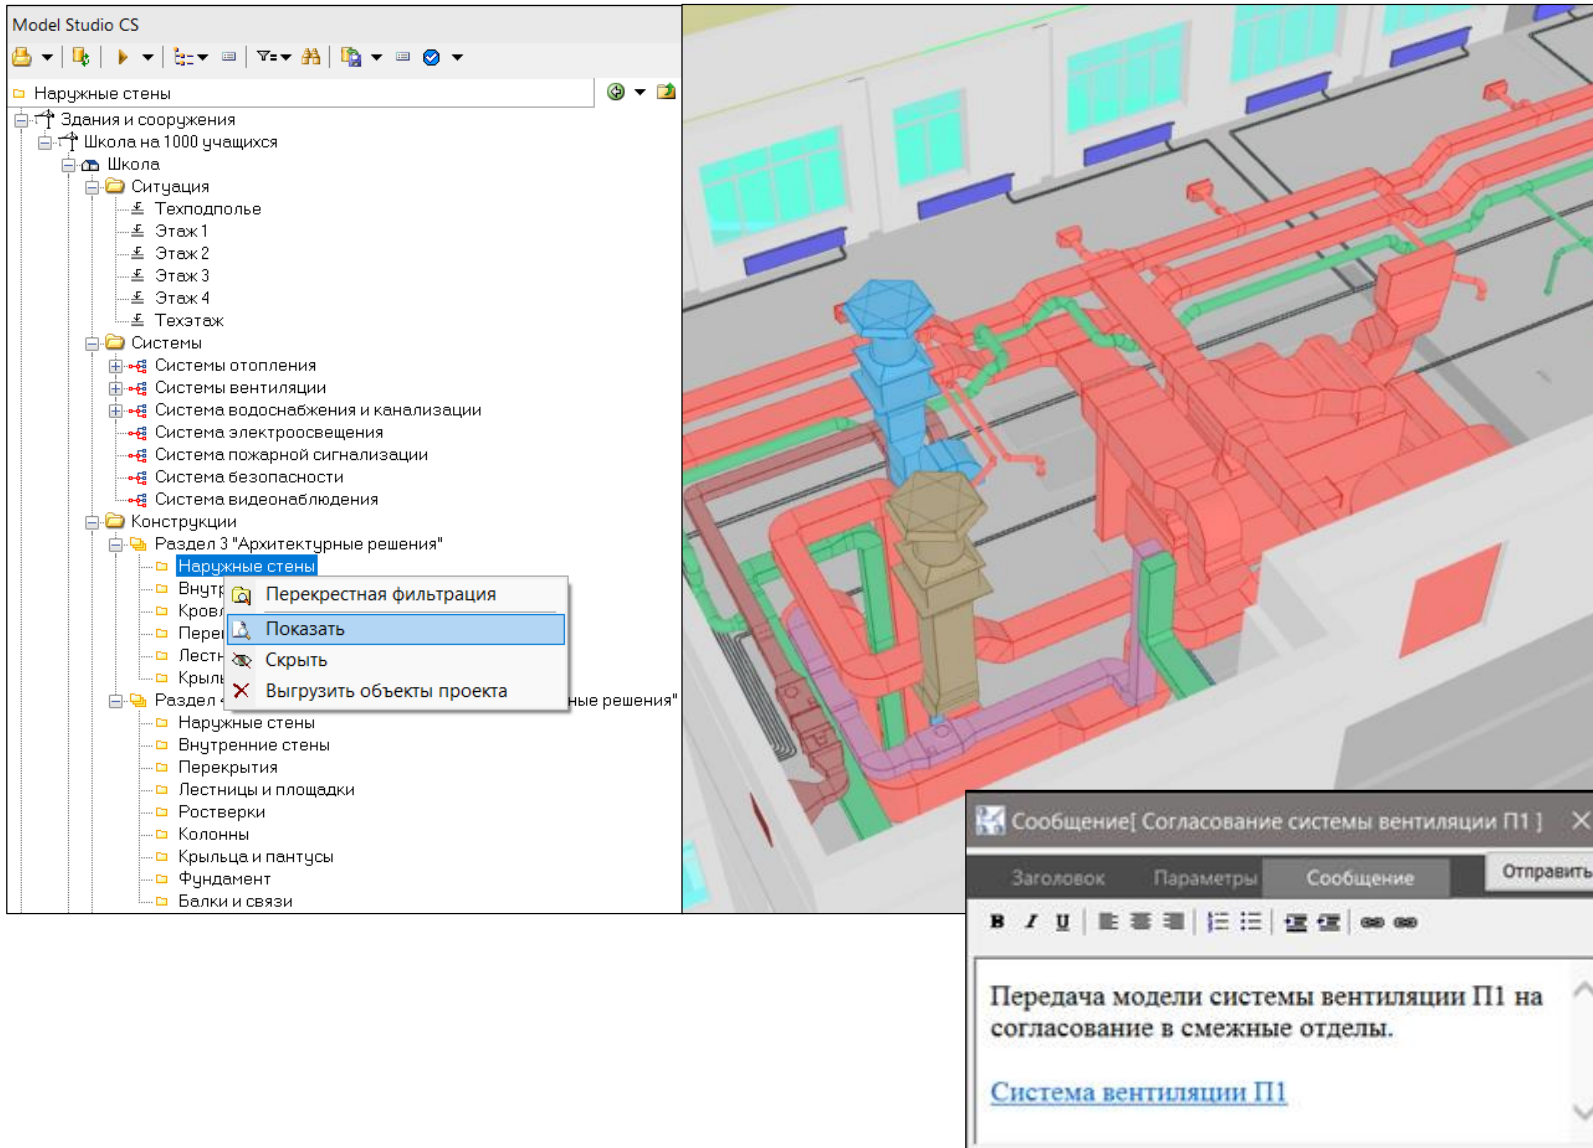 Model Studio CS
Наружные стены
Здания и сооружения
Школа на 1000 учащихся
Школа
Ситуация
Техподполье
Этаж 1
Этаж 2
Этаж 3
Этаж 4
Техэтаж
Системы
Системы отопления
Системы вентиляции
Система водоснабжения и канализации
Система электроосвещения
Система пожарной сигнализации
Система безопасности
Система видеонаблюдения
Конструкции
Раздел 3 "Архитектурные решения"
Наружные стены
Перекрестная фильтрация
Показать
Скрыть
Выгрузить объекты проекта
Раздел ные решения"
Наружные стены
Внутренние стены
Перекрытия
Лестницы и площадки
Ростверки
Колонны
Крыльца и пантусы
Фундамент
Балки и связи
Сообщение[ Согласование системы вентиляции П1 ]
Заголовок Параметры Сообщение Отправить
B I U
Передача модели системы вентиляции П1 на
согласование в смежные отделы.
Система вентиляции П1